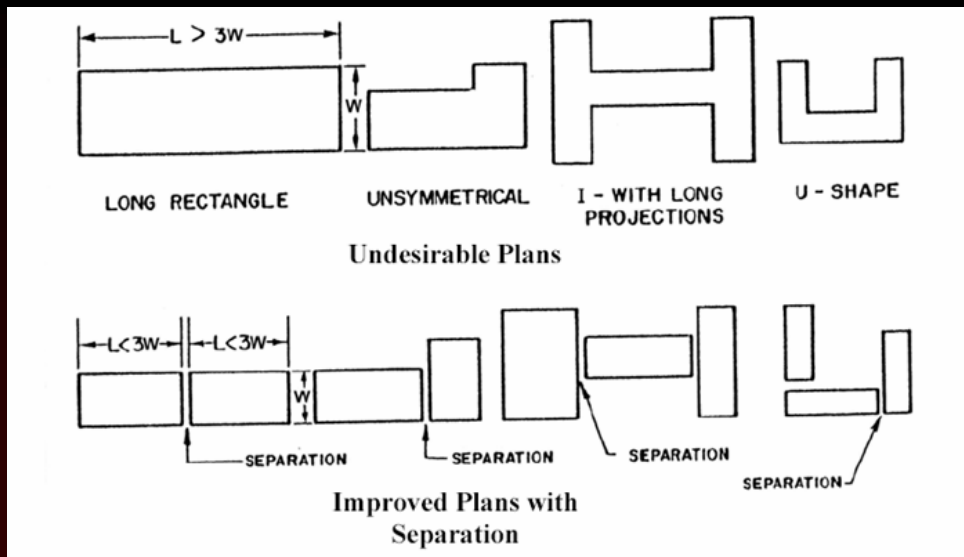 L > 3W
W
LONG RECTANGLE
UNSYMMETRICAL
I - WITH LONG
PROJECTIONS
U - SHAPE
Undesirable Plans
L<3W
L<3W
W
SEPARATION
SEPARATION
SEPARATION
SEPARATION
Improved Plans with
Separation